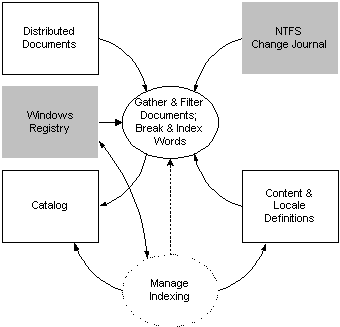 Distributed
Documents
NTFS
Change Journal
Windows
Registry
Gather & Filter
Documents;
Break & Index
Words
Catalog
Content &
Locale
Definitions
Manage
Indexing